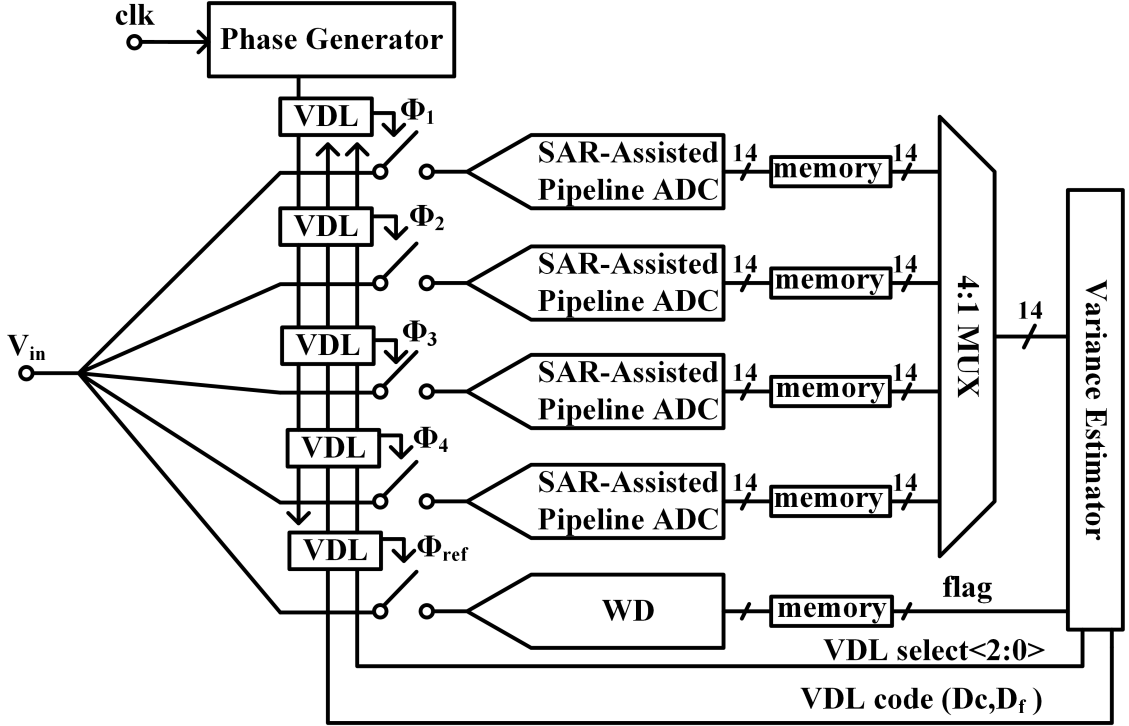 clk
Phase Generator
VDL
Φ1
SAR-Assisted
Pipeline ADC
14
memory
14
VDL
Φ2
SAR-Assisted
Pipeline ADC
14
memory
14
4:1 MUX
14
Variance Estimator
Vin
VDL
Φ3
SAR-Assisted
Pipeline ADC
14
memory
14
VDL
Φ4
SAR-Assisted
Pipeline ADC
14
memory
14
VDL
Φref
WD
memory
flag
VDL select<2:0>
VDL code (Dc,Df )